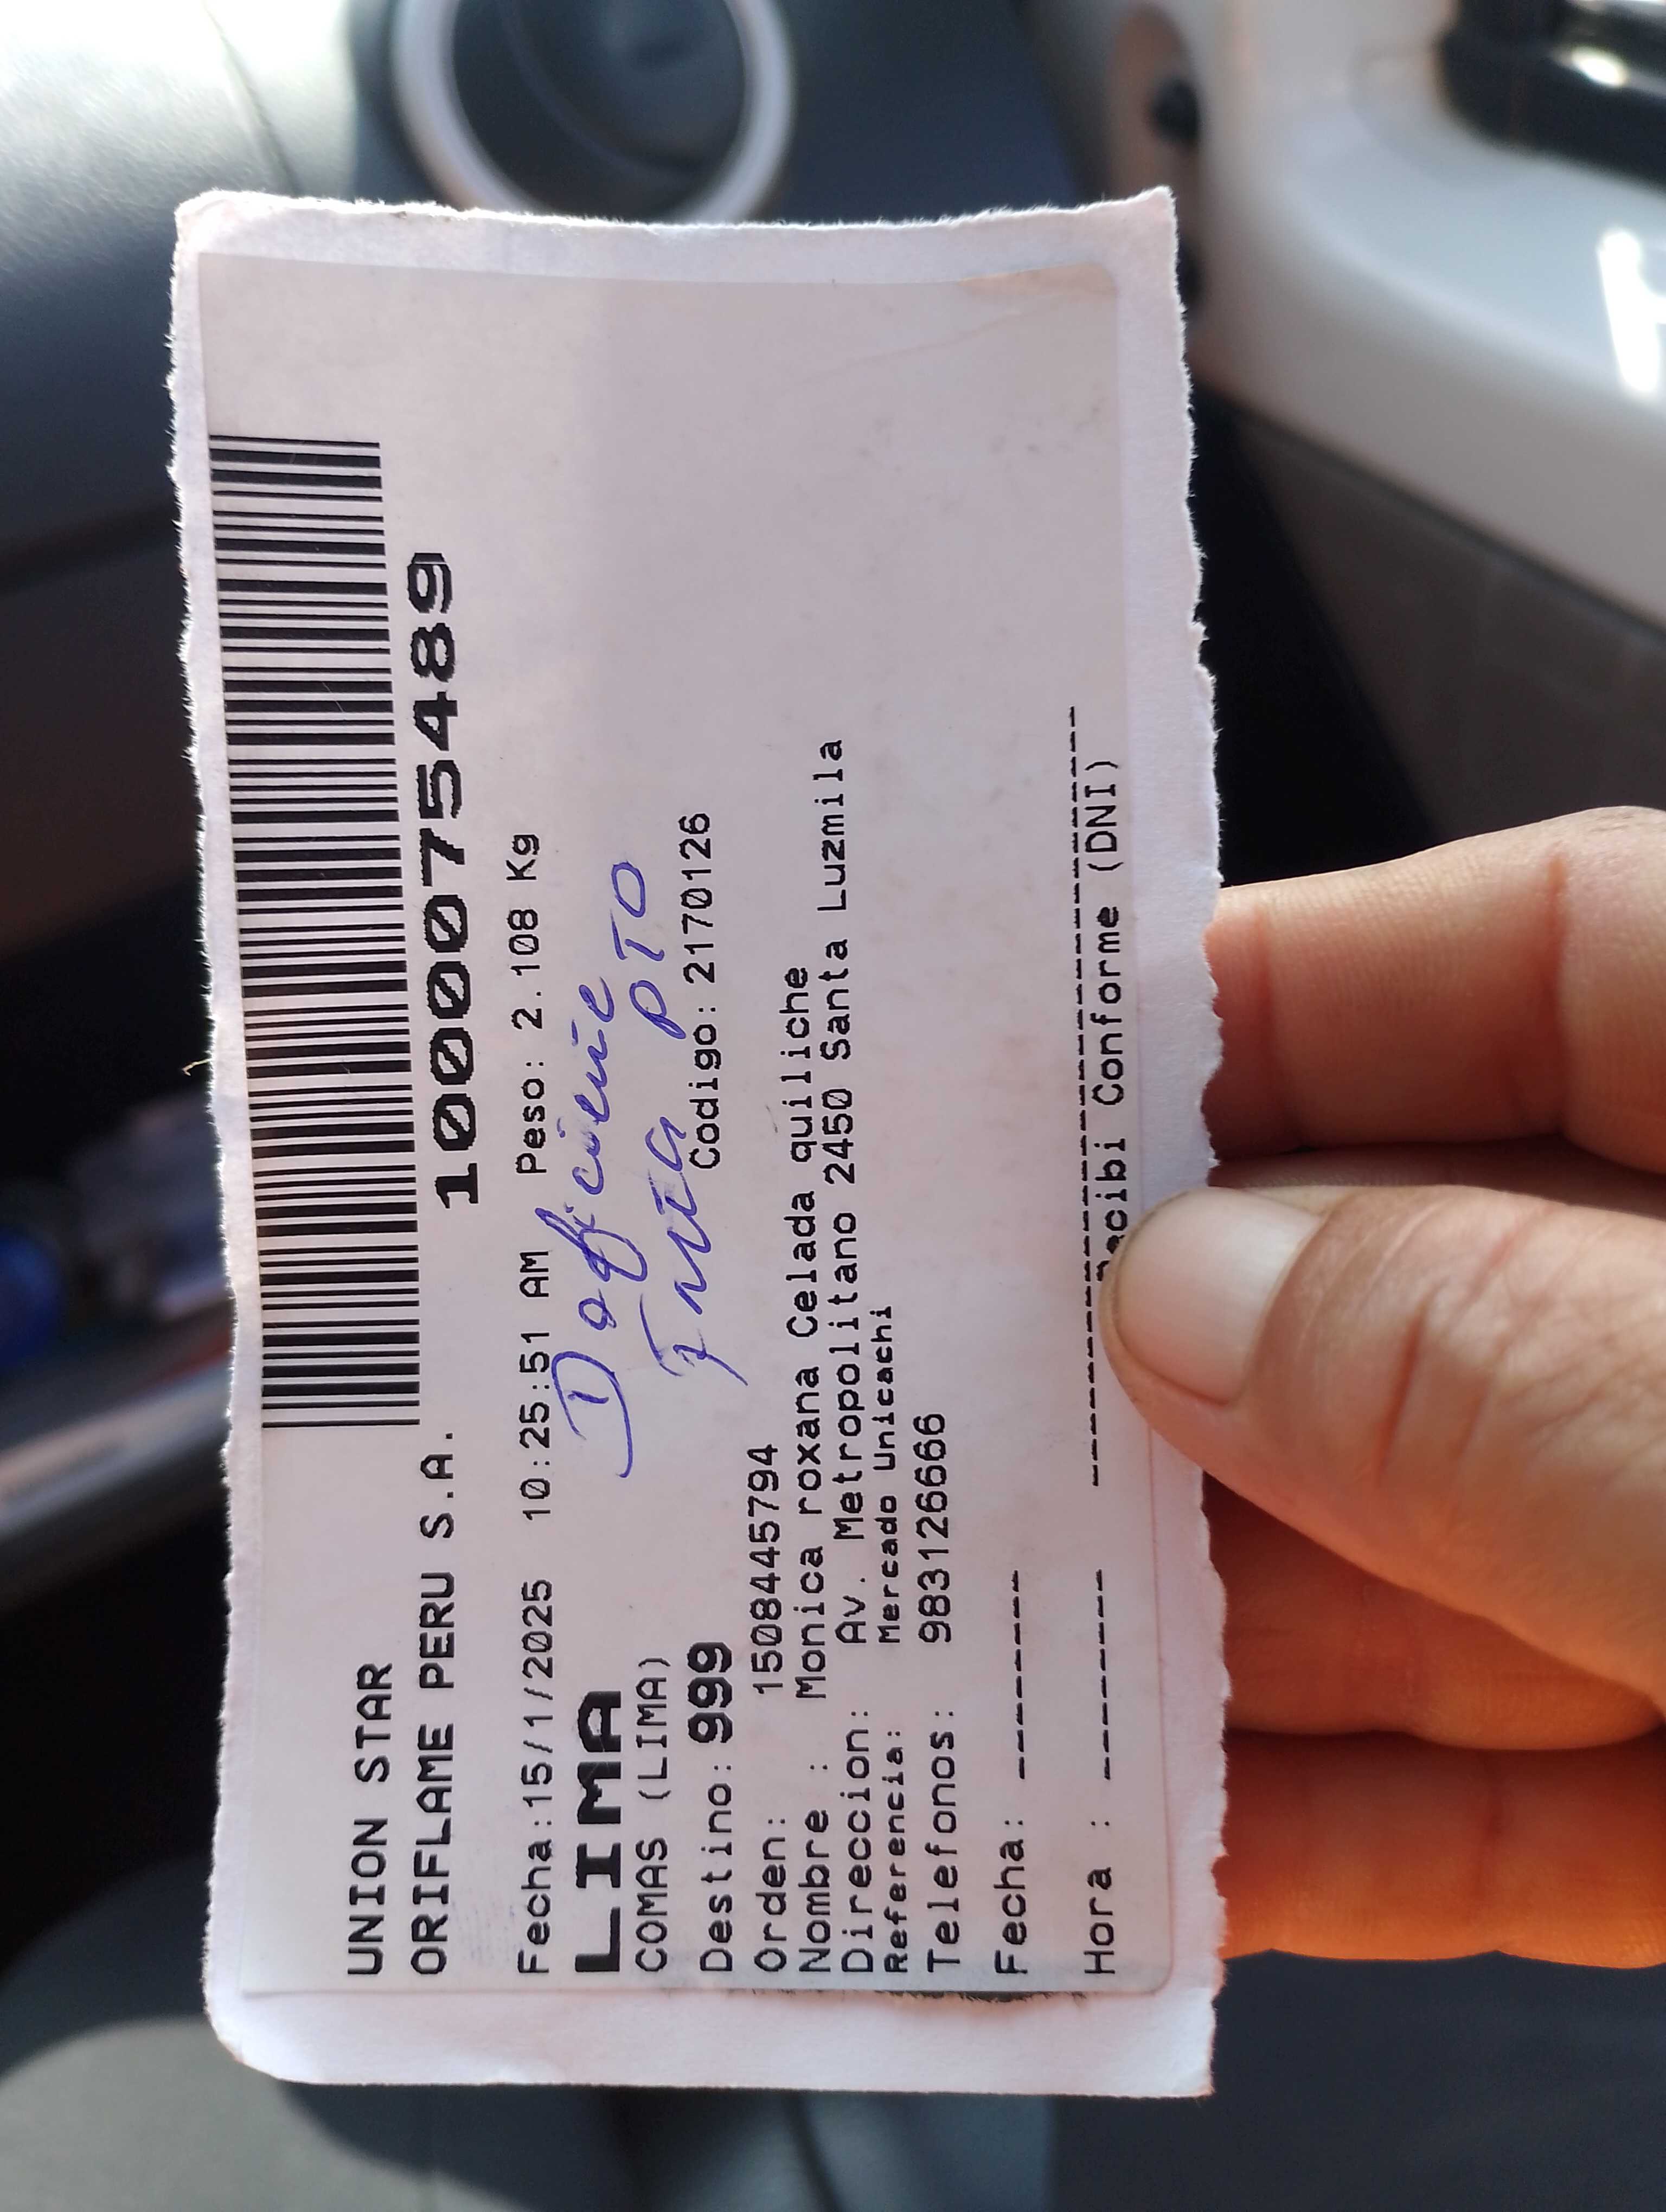 UNION STAR
ORIFLAME PERU S.A.
1000075489
Fecha:15/1/2025 10:25:51 AM Peso: 2.108 Kg
LIMA
COMAS (LIMA)
Destino: 999 Codigo: 2170126
PTO
Orden: 1508445794
Nombre : Monica roxana Celada quiliche
Direccion: Av. Metropolitano 2450 Santa Luzmila
Referencia: Mercado Unicachi
Telefonos: 983126666
Fecha: -------
Hora : ------- Recibi Conforme (DNI)